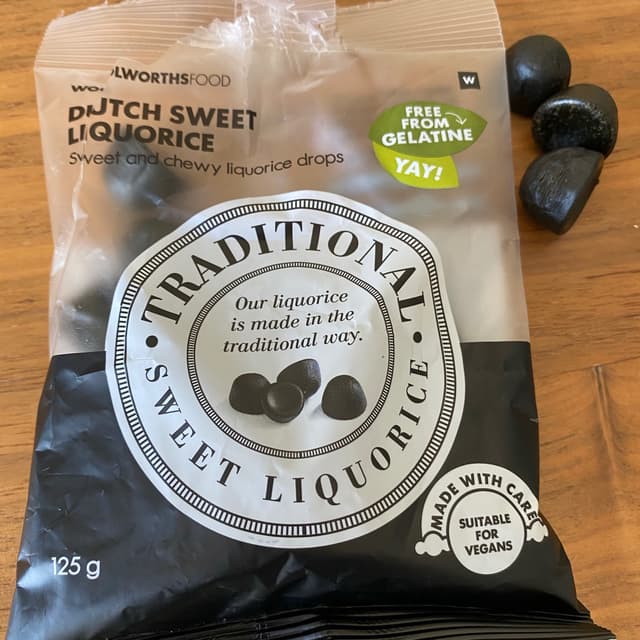 WOOLWORTHSFOOD
DUTCH SWEET
LIQUORICE
Sweet and chewy liquorice drops
W
FREE
FROM
GELATINE
YAY!
TRADITIONAL
Our liquorice
is made in the
traditional way.
SWEET LIQUORICE
MADE WITH CARE
SUITABLE
FOR
VEGANS
125 g